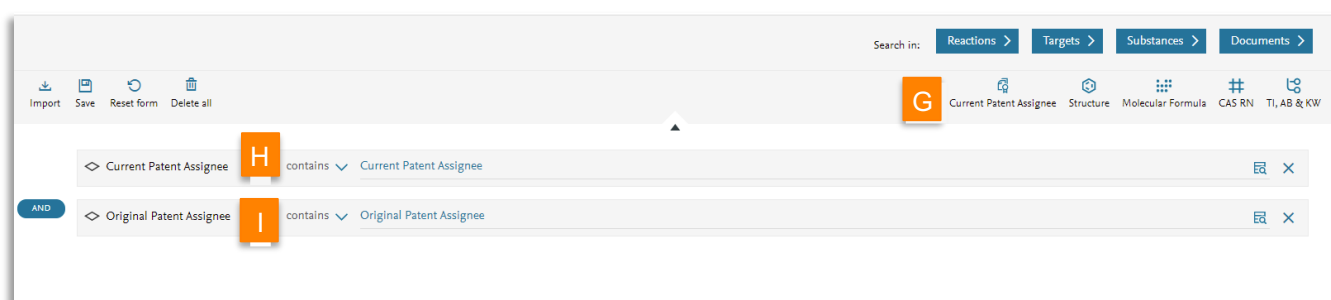 Search in: Reactions > Targets > Substances > Documents >
Import Save Reset form Delete all G Current Patent Assignee Structure Molecular Formula CAS RN TI, AB & KW
Current Patent Assignee H contains Current Patent Assignee
AND Original Patent Assignee I contains Original Patent Assignee